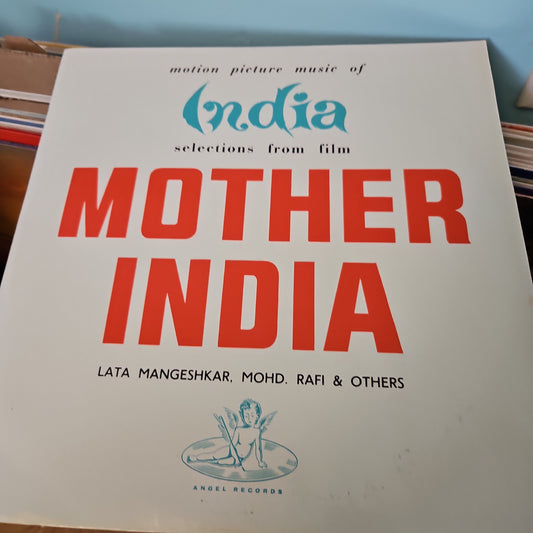 motion picture music of
India
selections from film
MOTHER
INDIA
LATA MANGESHKAR, MOHD. RAFI & OTHERS
ANGEL RECORDS